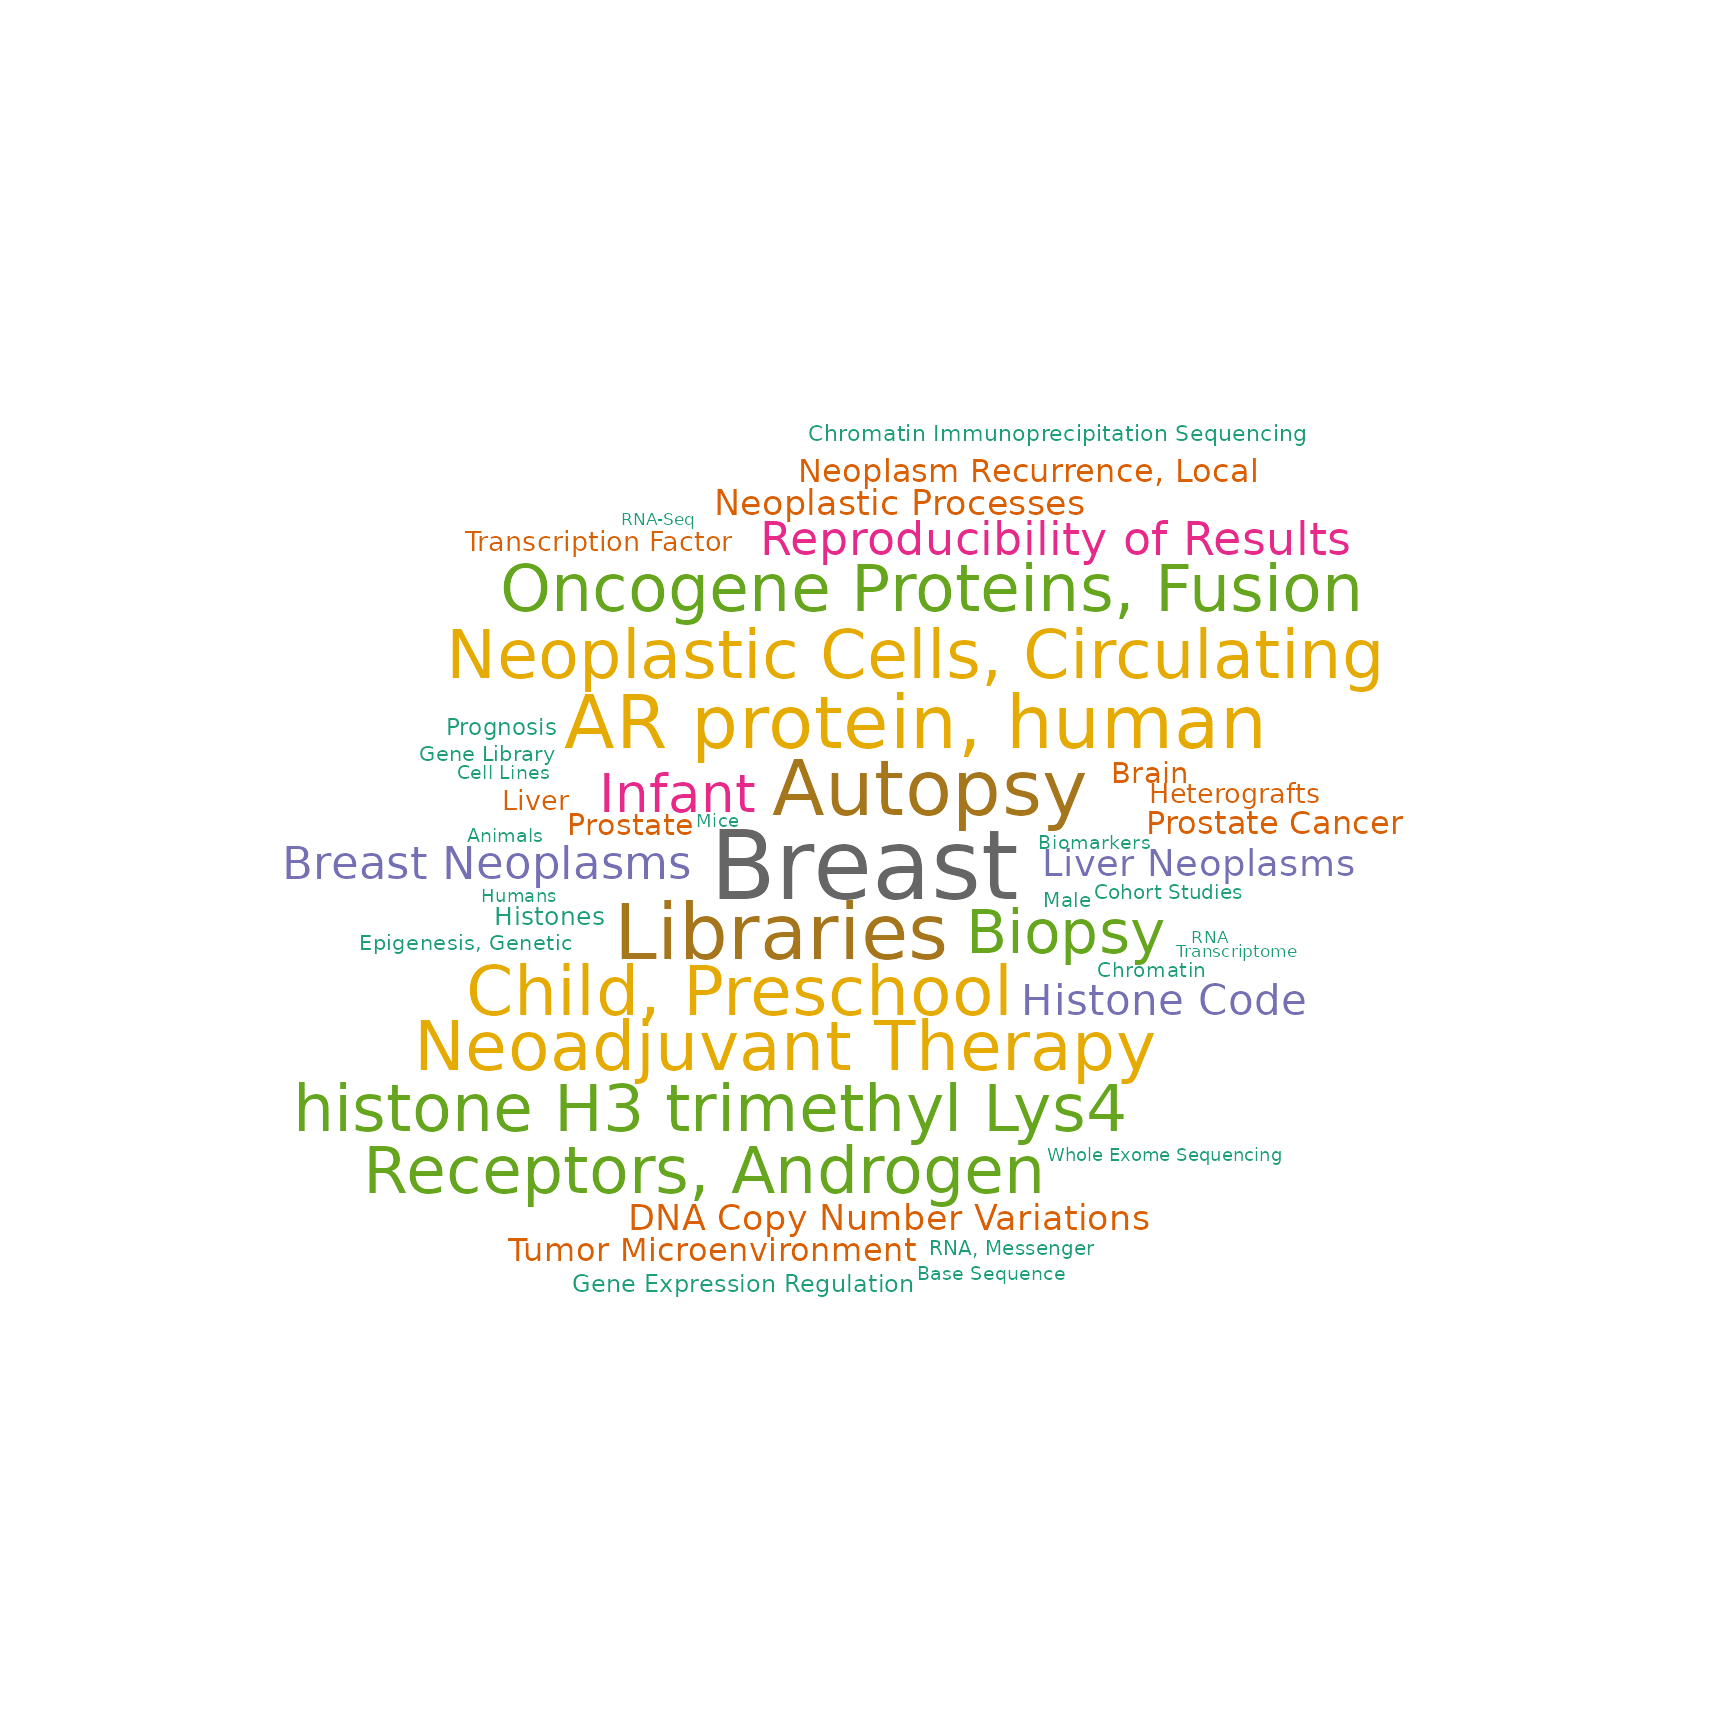 Chromatin Immunoprecipitation Sequencing
Neoplasm Recurrence, Local
Neoplastic Processes
RNA-Seq
Transcription Factor
Reproducibility of Results
Oncogene Proteins, Fusion
Neoplastic Cells, Circulating
AR protein, human
Prognosis
Gene Library
Cell Lines
Infant
Autopsy
Brain
Liver
Heterografts
Prostate
Mice
Prostate Cancer
Animals
Biomarkers
Breast Neoplasms
Breast
Liver Neoplasms
Humans
Male
Cohort Studies
Histones
Libraries
Biopsy
Epigenesis, Genetic
RNA
Transcriptome
Chromatin
Child, Preschool
Histone Code
Neoadjuvant Therapy
histone H3 trimethyl Lys4
Receptors, Androgen
Whole Exome Sequencing
DNA Copy Number Variations
Tumor Microenvironment
RNA, Messenger
Gene Expression Regulation
Base Sequence